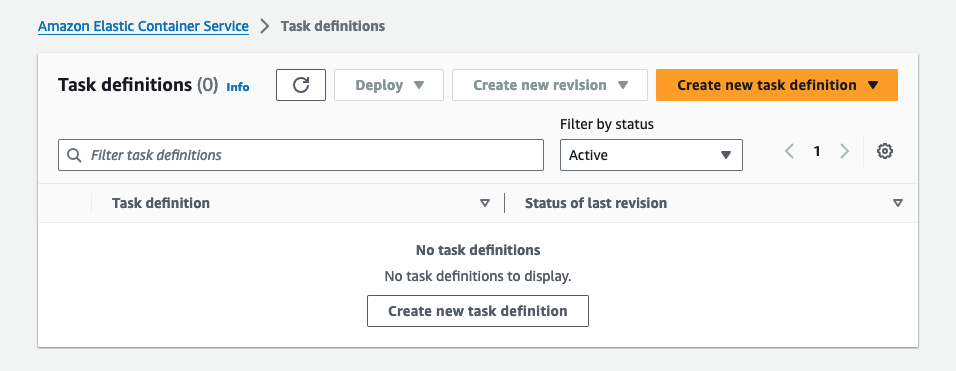 Amazon Elastic Container Service > Task definitions
Task definitions (0) Info Deploy Create new revision Create new task definition
Filter by status
Filter task definitions Active 1
Task definition Status of last revision
No task definitions
No task definitions to display.
Create new task definition